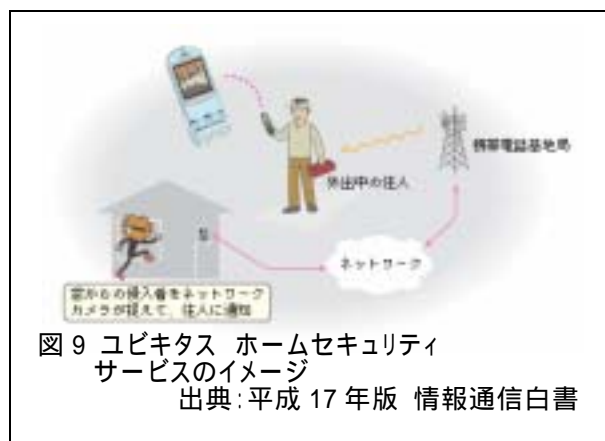 携帯電話基地局
外出中の住人
ネットワーク
窓からの侵入者をネットワーク
カメラが捉えて、住人に通知
図 9 ユビキタス ホームセキュリティ
サービスのイメージ
出典:平成 17 年版 情報通信白書